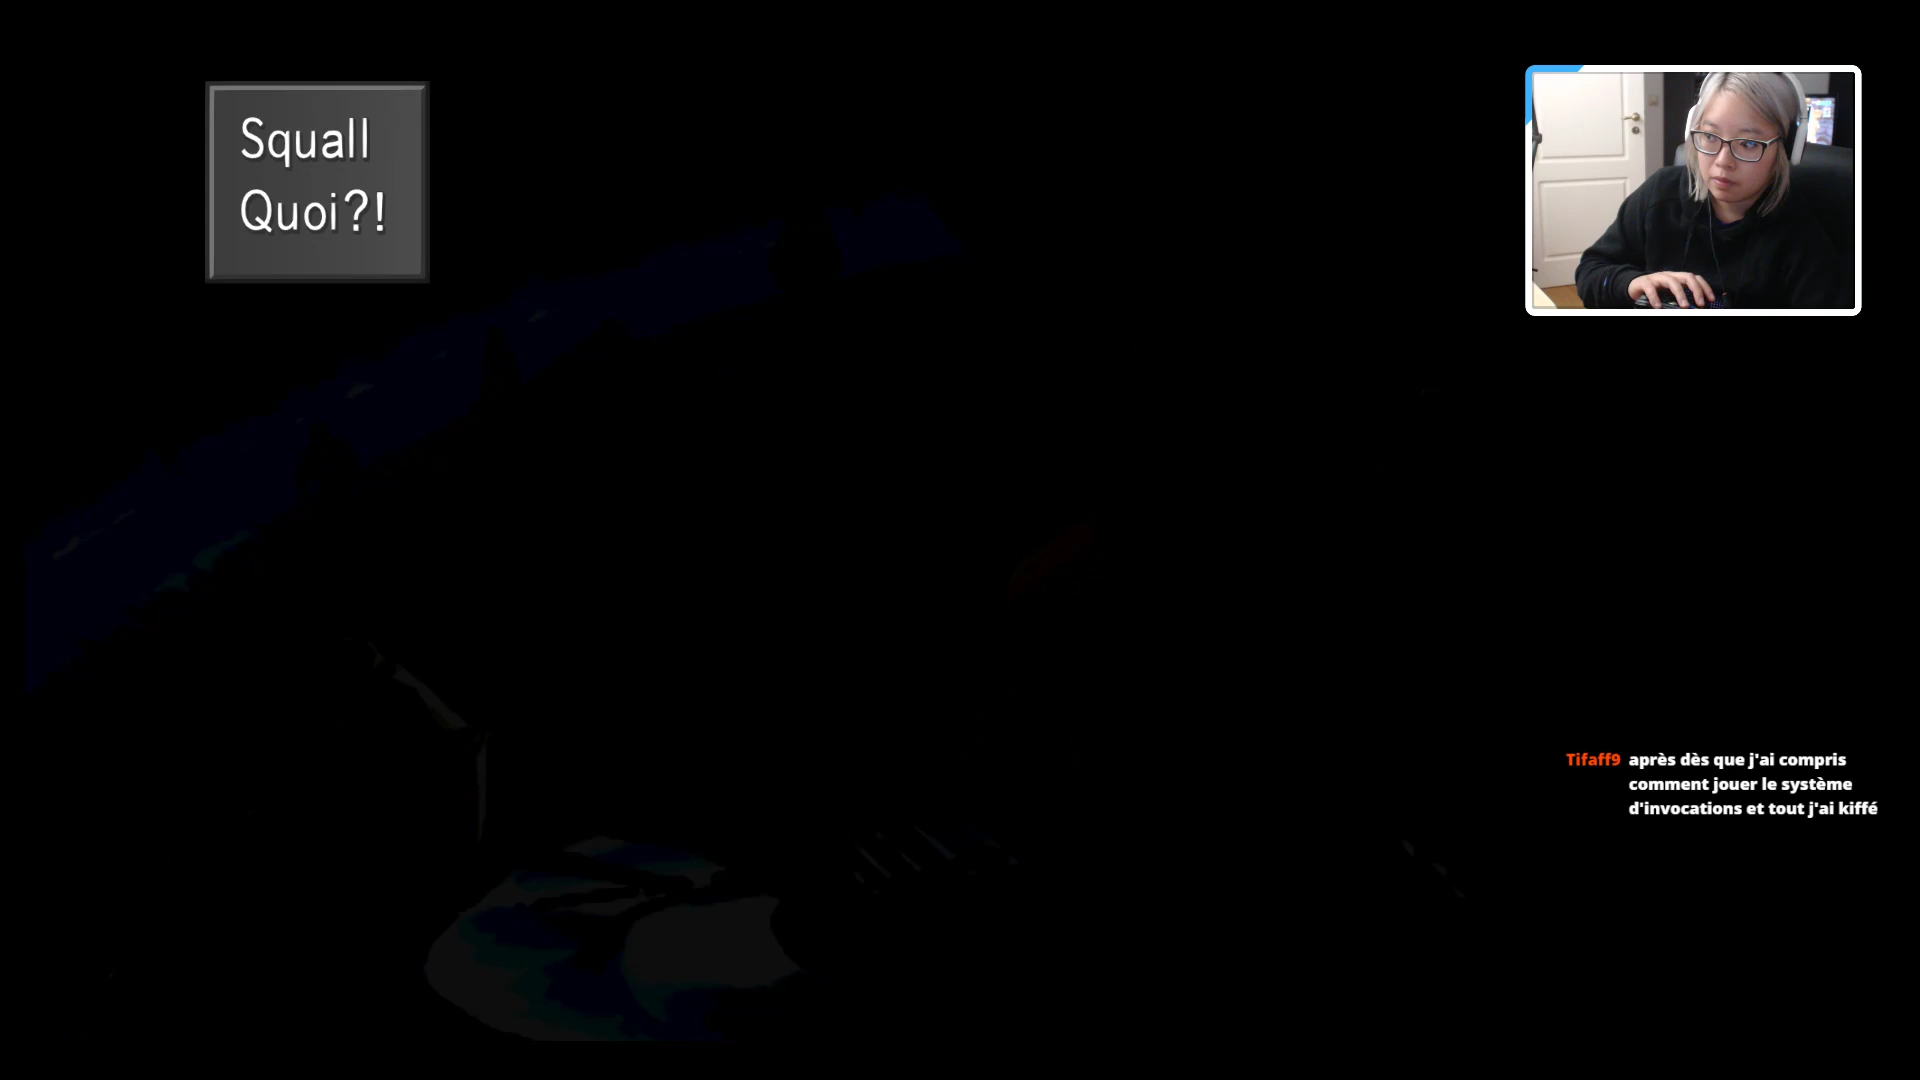 Squall
Quoi?!
Tifaff9 après dès que j'ai compris
comment jouer le système
d'invocations et tout j'ai kiffé